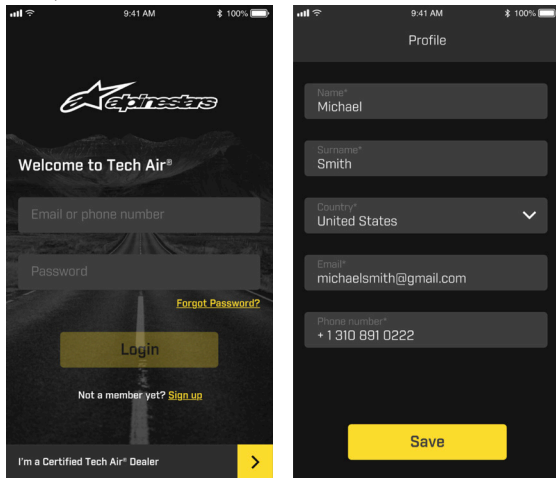 9:41 AM
100%
alpinestars
Welcome to Tech Air®
Email or phone number
Password
Forgot Password?
Login
Not a member yet? Sign up
I'm a Certified Tech Air® Dealer
9:41 AM
100%
Profile
Name*
Michael
Surname*
Smith
Country*
United States
Email*
michaelsmith@gmail.com
Phone number*
+ 1 310 891 0222
Save